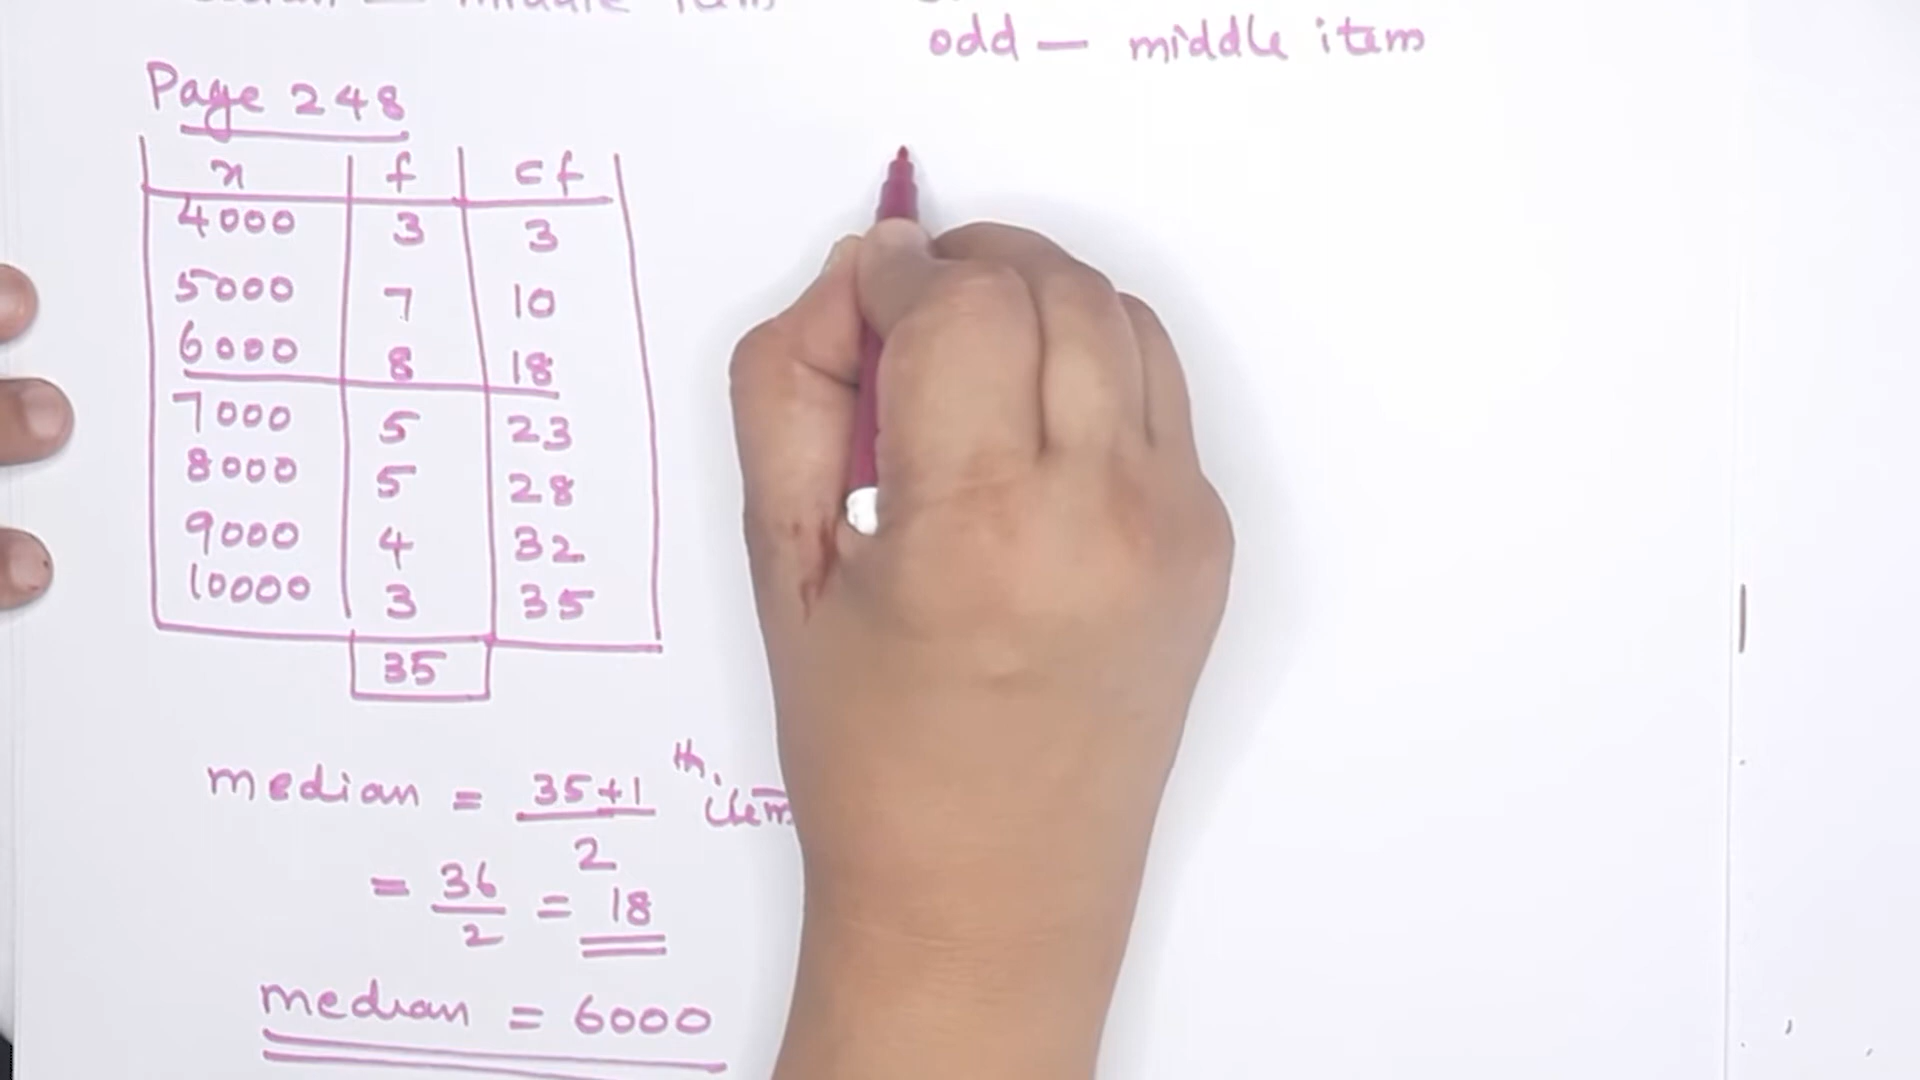 middle item
odd — middle item
Page 248
x f cf
4000 3 3
5000 7 10
6000 8 18
7000 5 23
8000 5 28
9000 4 32
10000 3 35
35
median = 35+1 / 2 th item
= 36 / 2 = 18
median = 6000